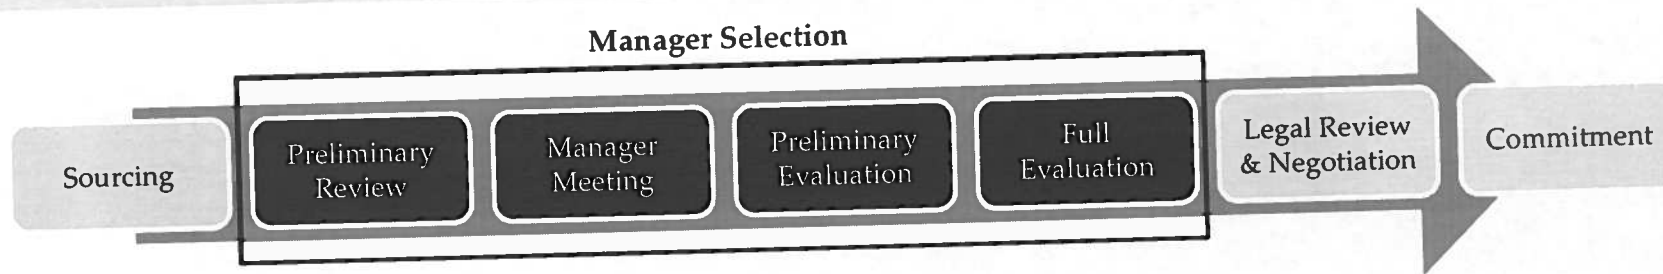 Manager Selection
Sourcing
Preliminary
Review
Manager
Meeting
Preliminary
Evaluation
Full
Evaluation
Legal Review
& Negotiation
Commitment